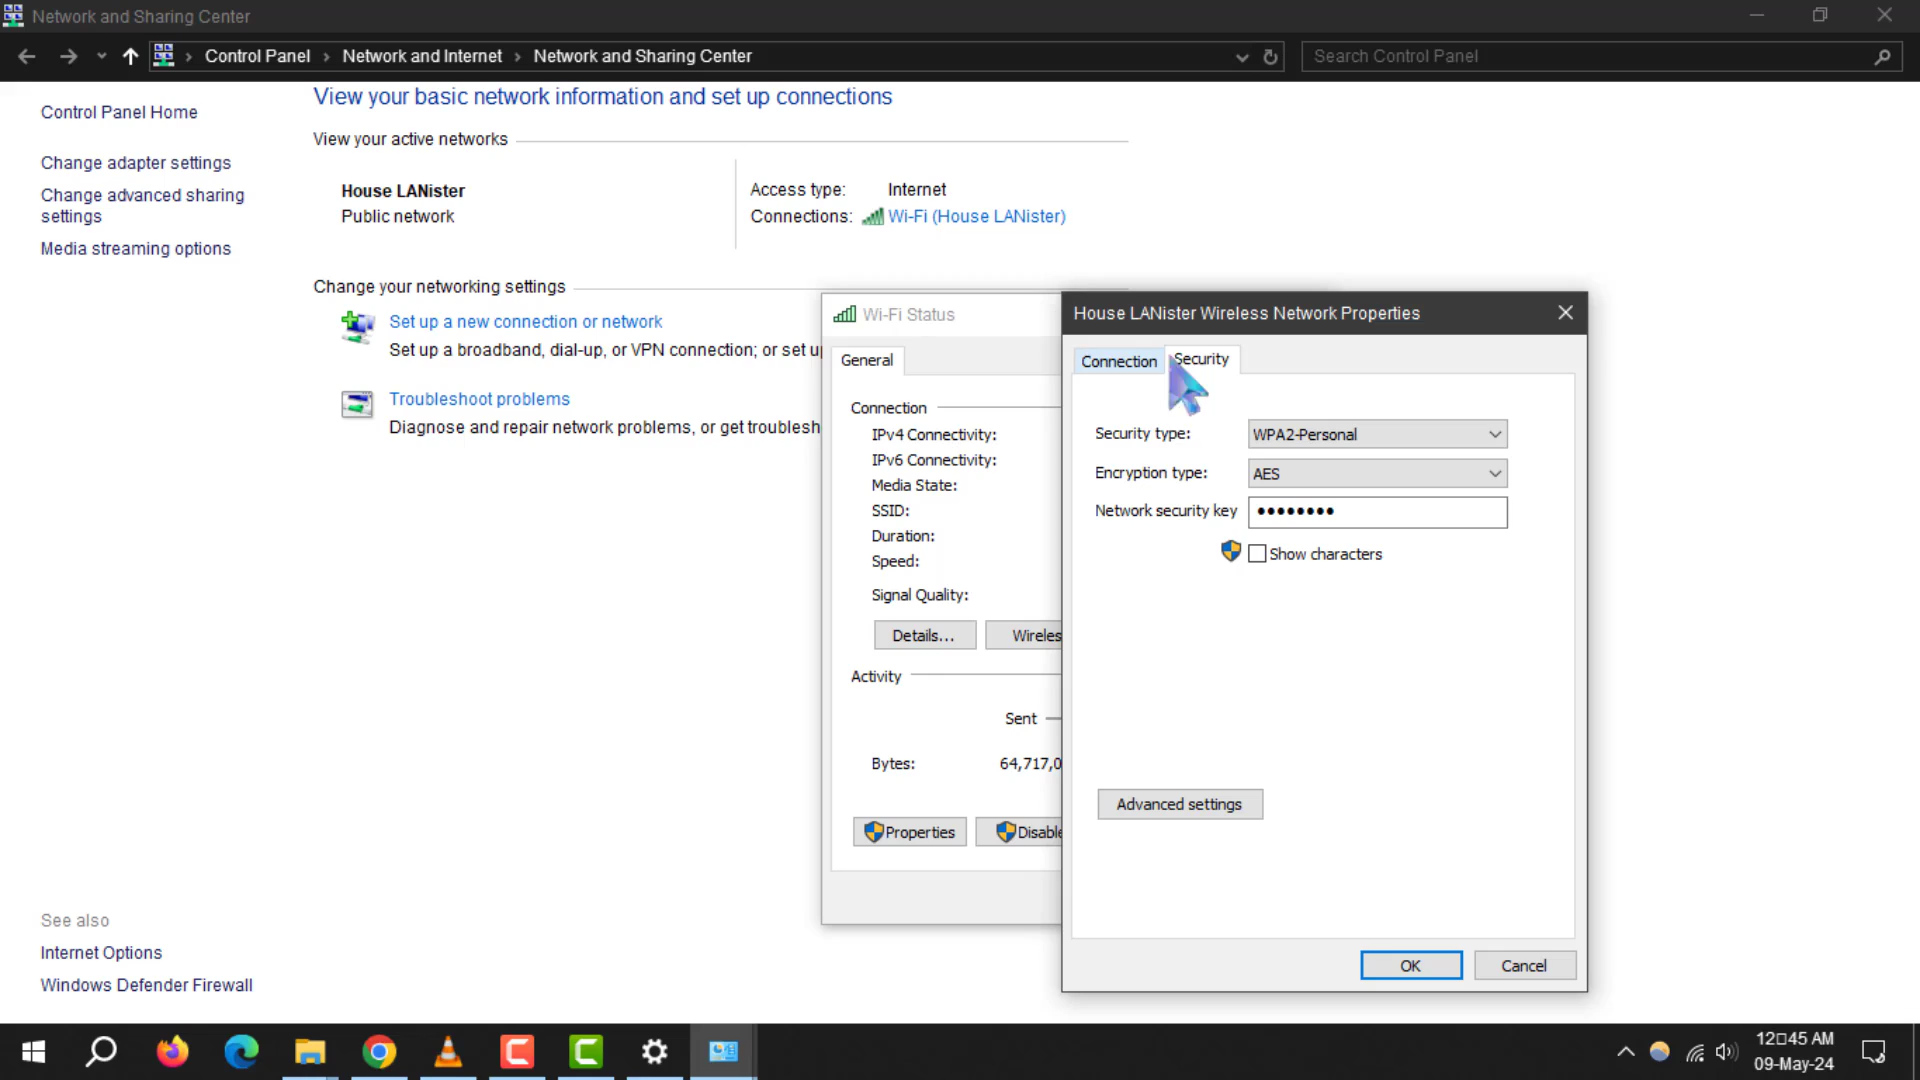 Network and Sharing Center
Control Panel › Network and Internet › Network and Sharing Center
Search Control Panel
Control Panel Home
Change adapter settings
Change advanced sharing
settings
Media streaming options
See also
Internet Options
Windows Defender Firewall
View your basic network information and set up connections
View your active networks
House LANister
Public network
Access type: Internet
Connections: Wi-Fi (House LANister)
Change your networking settings
Set up a new connection or network
Set up a broadband, dial-up, or VPN connection; or set up
Troubleshoot problems
Diagnose and repair network problems, or get troublesh
Wi-Fi Status
General
Connection
IPv4 Connectivity:
IPv6 Connectivity:
Media State:
SSID:
Duration:
Speed:
Signal Quality:
Details...
Wireles
Activity
Sent
Bytes: 64,717,0
Properties
Disable
House LANister Wireless Network Properties
Connection
Security
Security type: WPA2-Personal
Encryption type: AES
Network security key ••••••••
Show characters
Advanced settings
OK
Cancel
12□45 AM
09-May-24